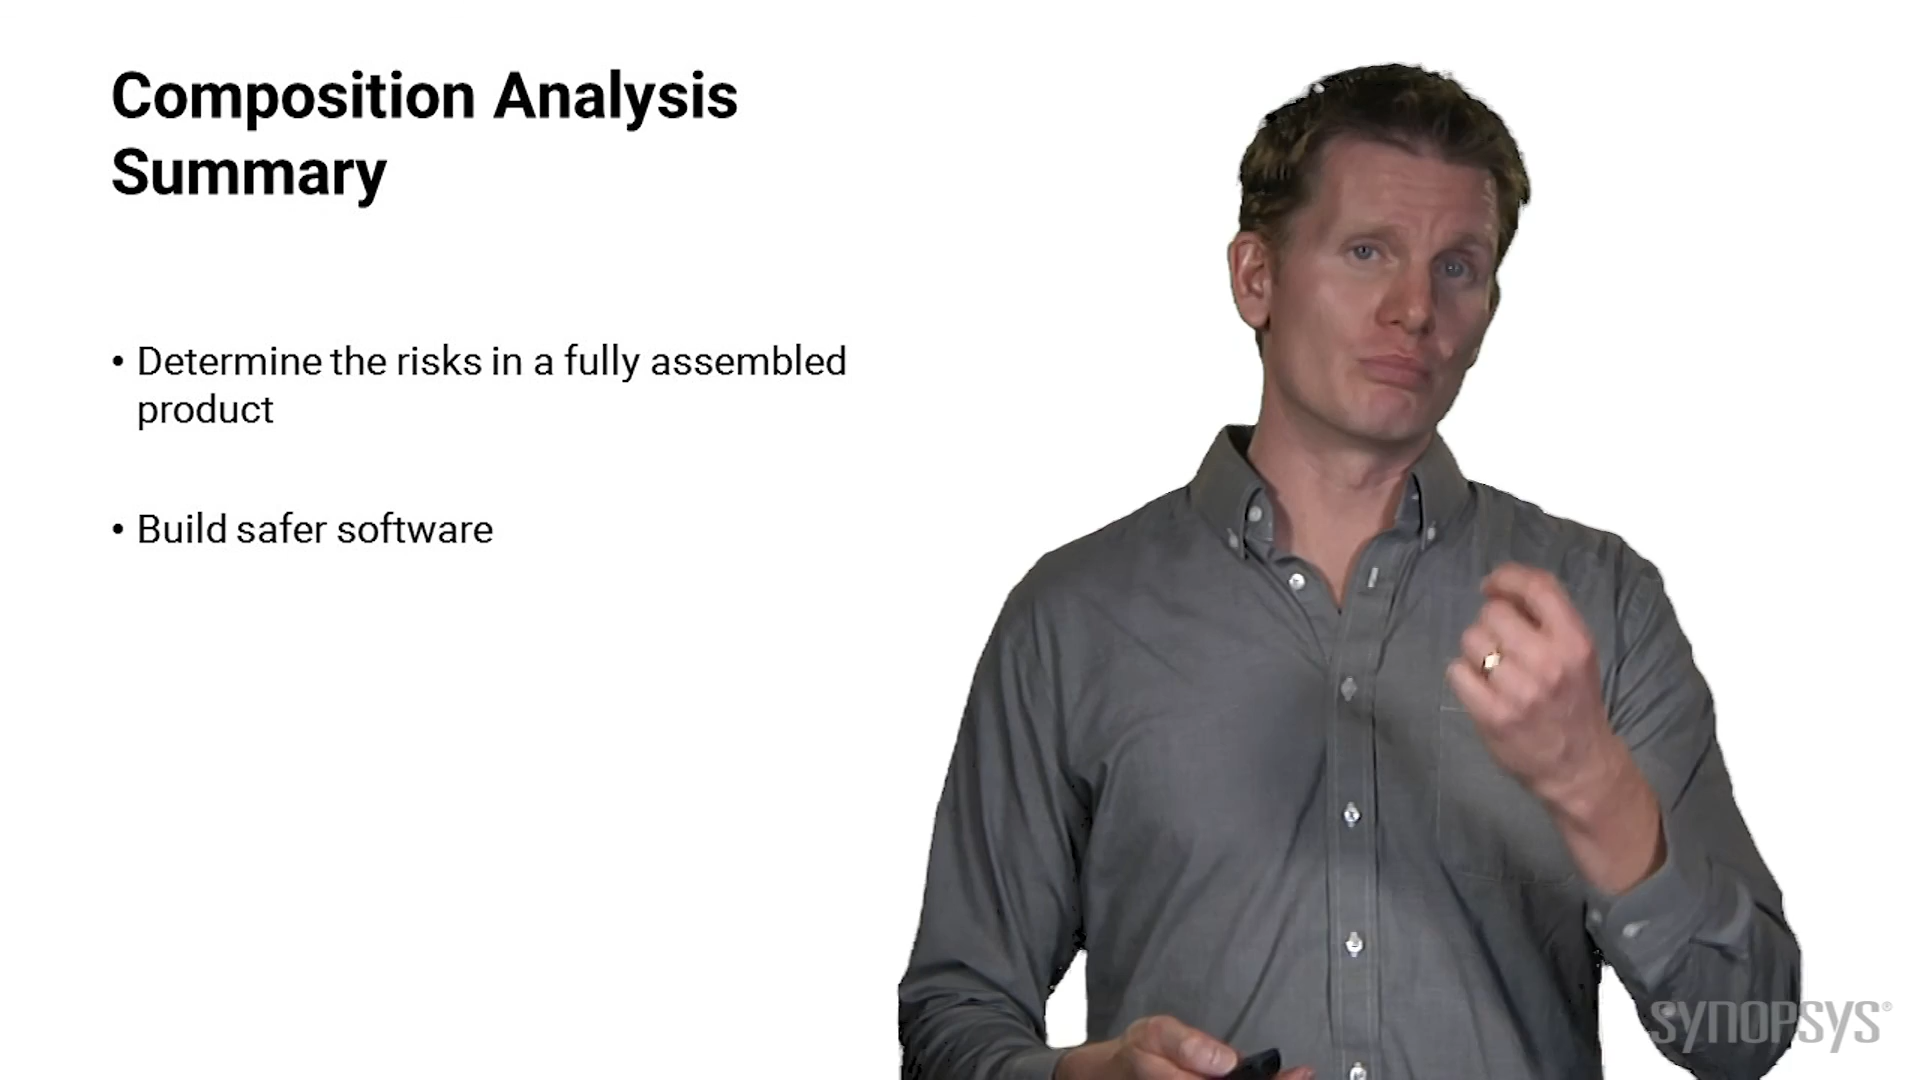 Composition Analysis
Summary
• Determine the risks in a fully assembled
product
• Build safer software
SYNOPSYS®